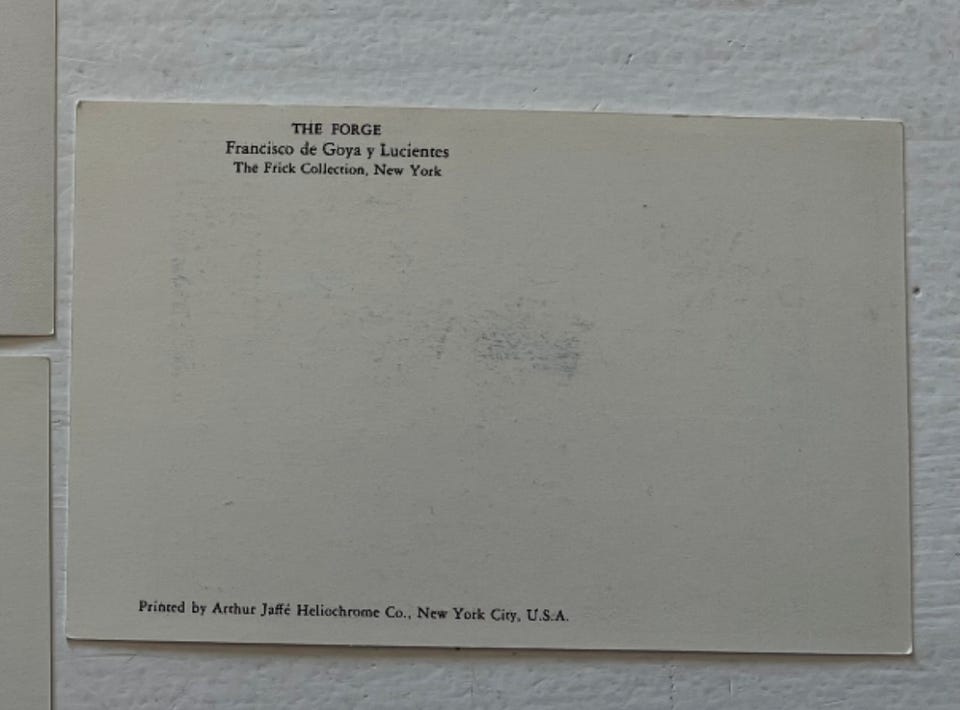 THE FORGE
Francisco de Goya y Lucientes
The Frick Collection, New York
Printed by Arthur Jaffé Heliochrome Co., New York City, U.S.A.